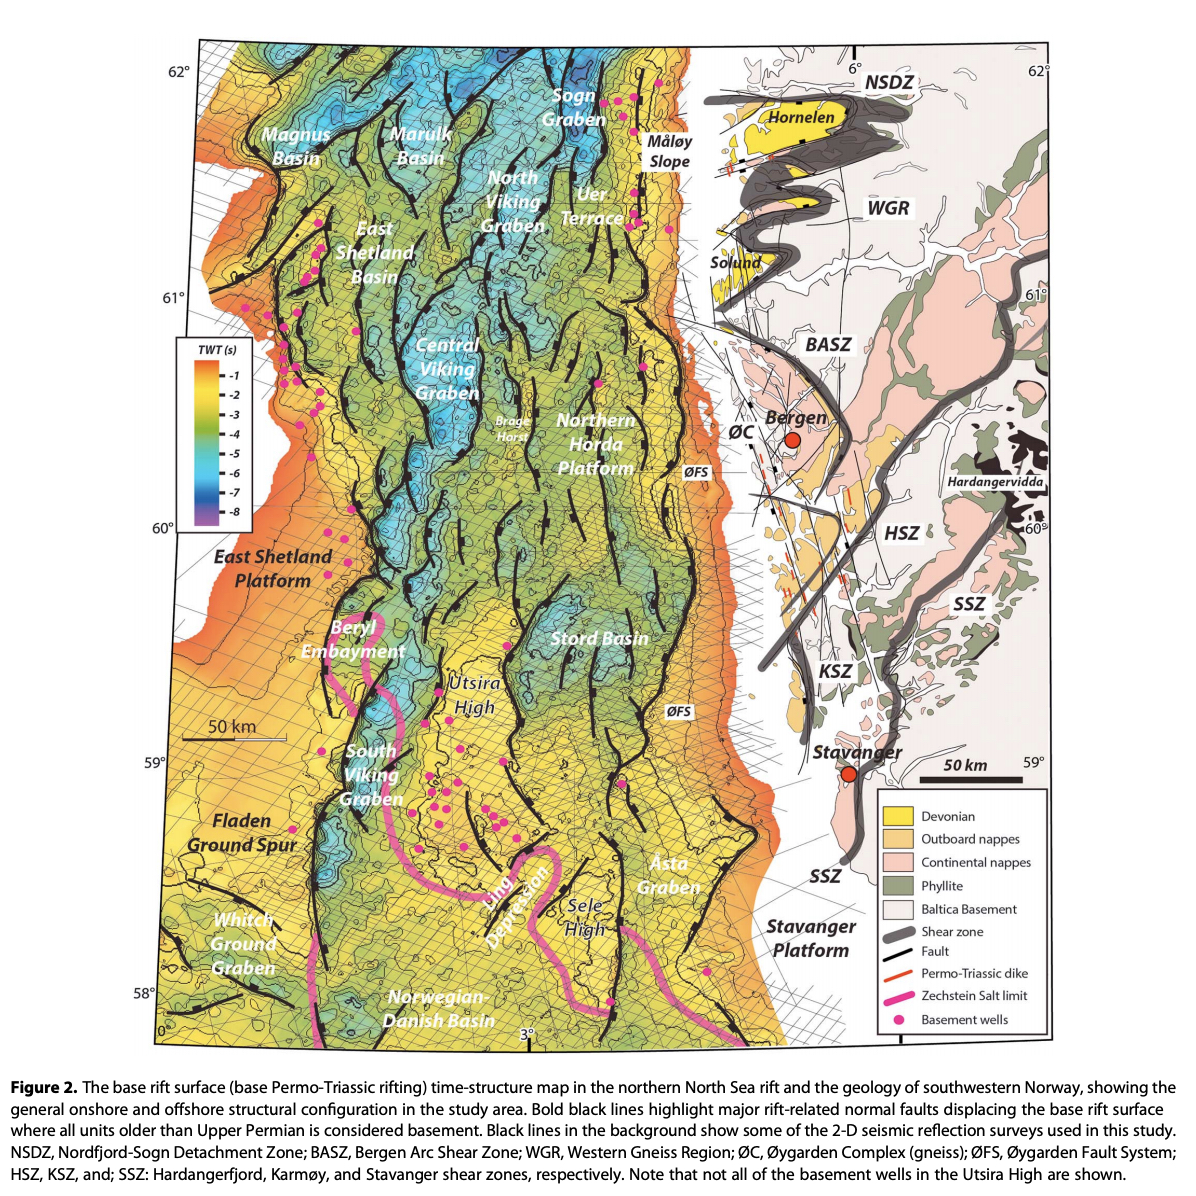 62°
6°
62°
NSDZ
Sogn
Graben
Hornelen
Magnus
Basin
Marulk
Basin
Måløy
Slope
North
Viking
Graben
Uer
Terrace
WGR
East
Shetland
Basin
Solund
61°
61°
BASZ
TWT (s)
-1
-2
-3
-4
-5
-6
-7
-8
Central
Viking
Graben
Brage
Horst
Northern
Horda
Platform
Bergen
ØC
ØFS
Hardangervidda
60°
60°
HSZ
East Shetland
Platform
SSZ
Beryl
Embayment
Stord Basin
KSZ
Utsira
High
ØFS
50 km
South
Viking
Graben
Stavanger
59°
59°
50 km
Fladen
Ground Spur
Åsta
Graben
SSZ
Ling
Depression
Sele
High
Whitch
Ground
Graben
Stavanger
Platform
58°
Norwegian-
Danish Basin
0°
3°
Devonian
Outboard nappes
Continental nappes
Phyllite
Baltica Basement
Shear zone
Fault
Permo-Triassic dike
Zechstein Salt limit
Basement wells
Figure 2. The base rift surface (base Permo-Triassic rifting) time-structure map in the northern North Sea rift and the geology of southwestern Norway, showing the
general onshore and offshore structural configuration in the study area. Bold black lines highlight major rift-related normal faults displacing the base rift surface
where all units older than Upper Permian is considered basement. Black lines in the background show some of the 2-D seismic reflection surveys used in this study.
NSDZ, Nordfjord-Sogn Detachment Zone; BASZ, Bergen Arc Shear Zone; WGR, Western Gneiss Region; ØC, Øygarden Complex (gneiss); ØFS, Øygarden Fault System;
HSZ, KSZ, and; SSZ: Hardangerfjord, Karmøy, and Stavanger shear zones, respectively. Note that not all of the basement wells in the Utsira High are shown.